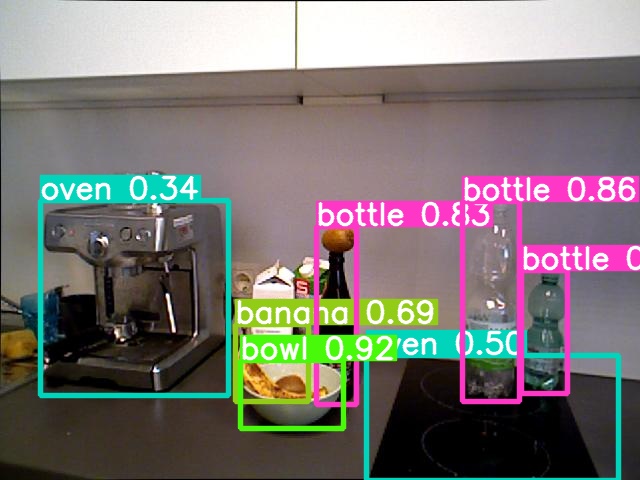 oven 0.34
bottle 0.86
bottle 0.83
bottle 0
banana 0.69
bowl 0.92
ven 0.50